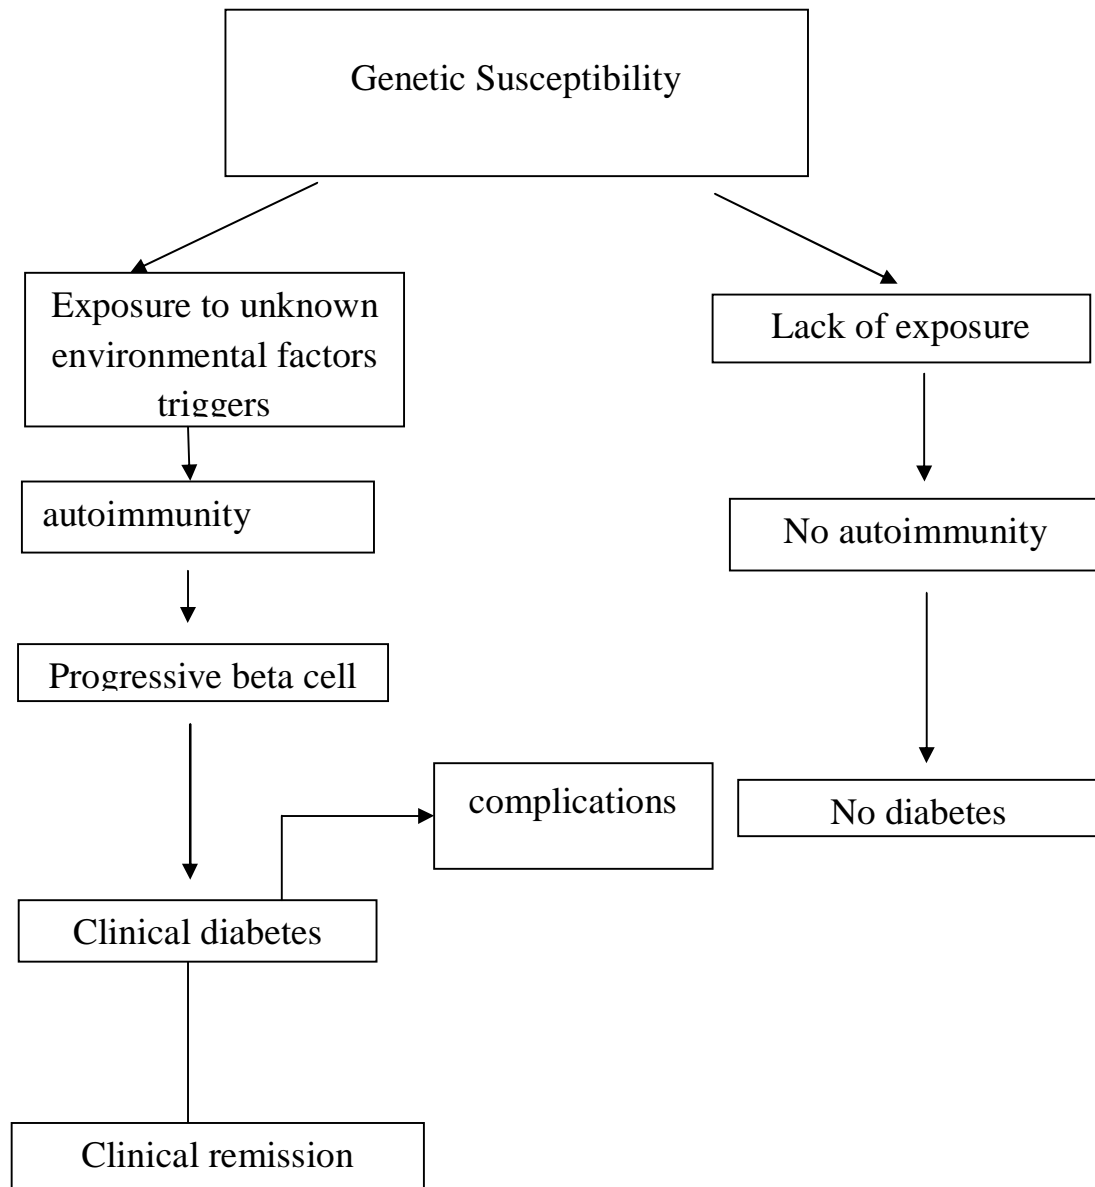 Genetic Susceptibility
Exposure to unknown
environmental factors
triggers
Lack of exposure
autoimmunity
No autoimmunity
Progressive beta cell
complications
No diabetes
Clinical diabetes
Clinical remission